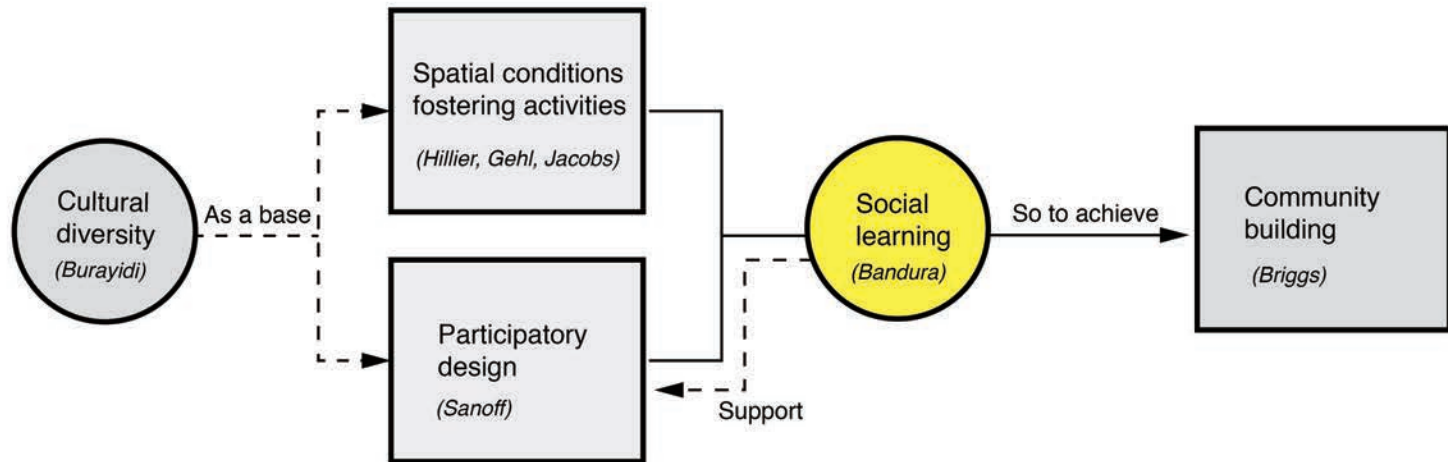 Cultural
diversity
(Burayidi)
As a base
Spatial conditions
fostering activities
(Hillier, Gehl, Jacobs)
Participatory
design
(Sanoff)
Support
Social
learning
(Bandura)
So to achieve
Community
building
(Briggs)